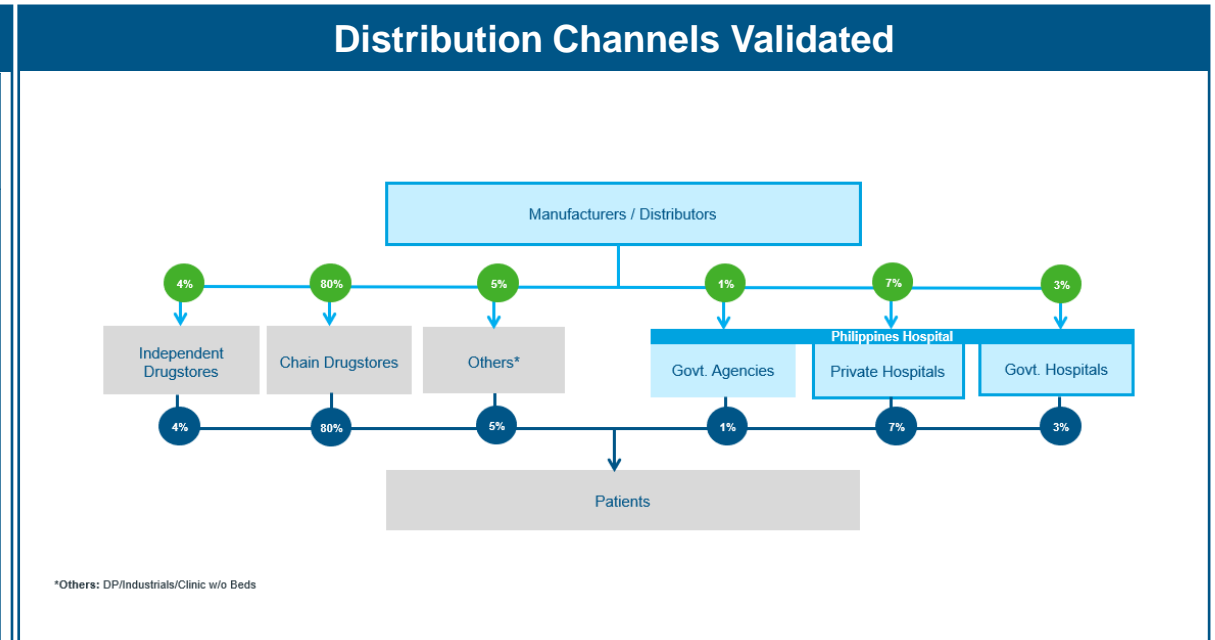 Distribution Channels Validated
Manufacturers / Distributors
4%
80%
5%
1%
7%
3%
Philippines Hospital
Independent
Drugstores
Chain Drugstores
Others*
Govt. Agencies
Private Hospitals
Govt. Hospitals
4%
80%
5%
1%
7%
3%
Patients
*Others: DP/Industrials/Clinic w/o Beds